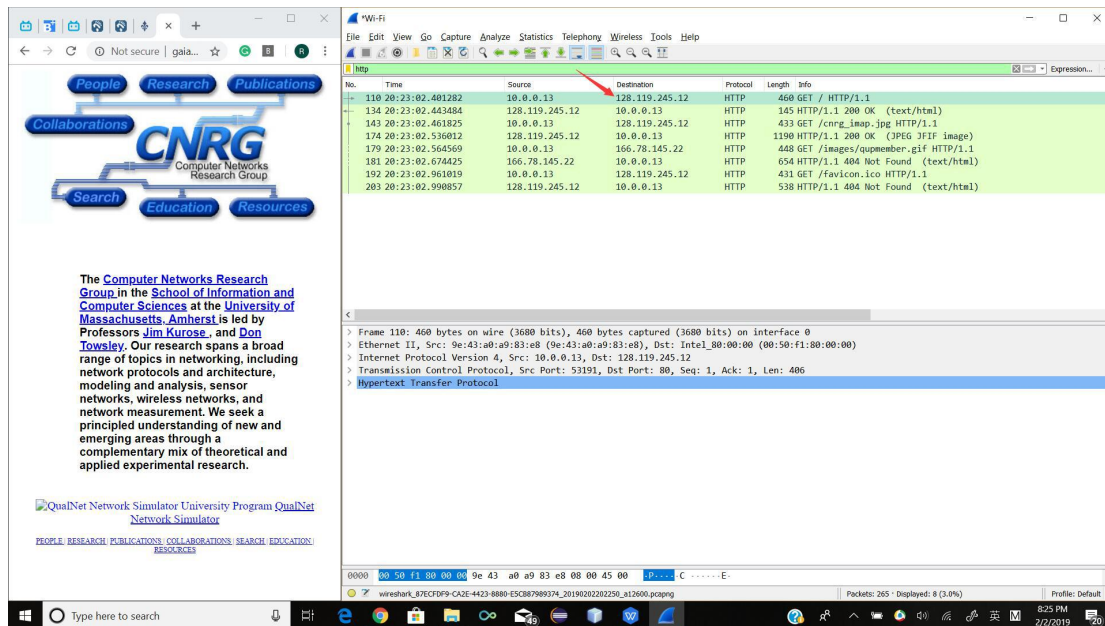 Not secure | gaia...
People
Research
Publications
Collaborations
CNRG
Computer Networks
Research Group
Search
Education
Resources
The Computer Networks Research
Group in the School of Information and
Computer Sciences at the University of
Massachusetts, Amherst is led by
Professors Jim Kurose , and Don
Towsley. Our research spans a broad
range of topics in networking, including
network protocols and architecture,
modeling and analysis, sensor
networks, wireless networks, and
network measurement. We seek a
principled understanding of new and
emerging areas through a
complementary mix of theoretical and
applied experimental research.
QualNet Network Simulator University Program QualNet
Network Simulator
PEOPLE | RESEARCH | PUBLICATIONS | COLLABORATIONS | SEARCH | EDUCATION |
RESOURCES
*Wi-Fi
File Edit View Go Capture Analyze Statistics Telephony Wireless Tools Help
http
Expression...
No. Time Source Destination Protocol Length Info
110 20:23:02.401282 10.0.0.13 128.119.245.12 HTTP 460 GET / HTTP/1.1
134 20:23:02.443484 128.119.245.12 10.0.0.13 HTTP 145 HTTP/1.1 200 OK (text/html)
143 20:23:02.461825 10.0.0.13 128.119.245.12 HTTP 433 GET /cnrg_imap.jpg HTTP/1.1
174 20:23:02.536012 128.119.245.12 10.0.0.13 HTTP 1190 HTTP/1.1 200 OK (JPEG JFIF image)
179 20:23:02.564569 10.0.0.13 166.78.145.22 HTTP 448 GET /images/qupmember.gif HTTP/1.1
181 20:23:02.674425 166.78.145.22 10.0.0.13 HTTP 654 HTTP/1.1 404 Not Found (text/html)
192 20:23:02.961019 10.0.0.13 128.119.245.12 HTTP 431 GET /favicon.ico HTTP/1.1
203 20:23:02.990857 128.119.245.12 10.0.0.13 HTTP 538 HTTP/1.1 404 Not Found (text/html)
Frame 110: 460 bytes on wire (3680 bits), 460 bytes captured (3680 bits) on interface 0
Ethernet II, Src: 9e:43:a0:a9:83:e8 (9e:43:a0:a9:83:e8), Dst: Intel_80:00:00 (00:50:f1:80:00:00)
Internet Protocol Version 4, Src: 10.0.0.13, Dst: 128.119.245.12
Transmission Control Protocol, Src Port: 53191, Dst Port: 80, Seq: 1, Ack: 1, Len: 406
Hypertext Transfer Protocol
0000 00 50 f1 80 00 00 9e 43 a0 a9 83 e8 08 00 45 00 ·P·····C ······E·
wireshark_87ECFDF9-CA2E-4423-8880-E5CB87989374_20190202202250_a12600.pcapng
Packets: 265 · Displayed: 8 (3.0%)
Profile: Default
Type here to search
49
英
8:25 PM
2/2/2019
20